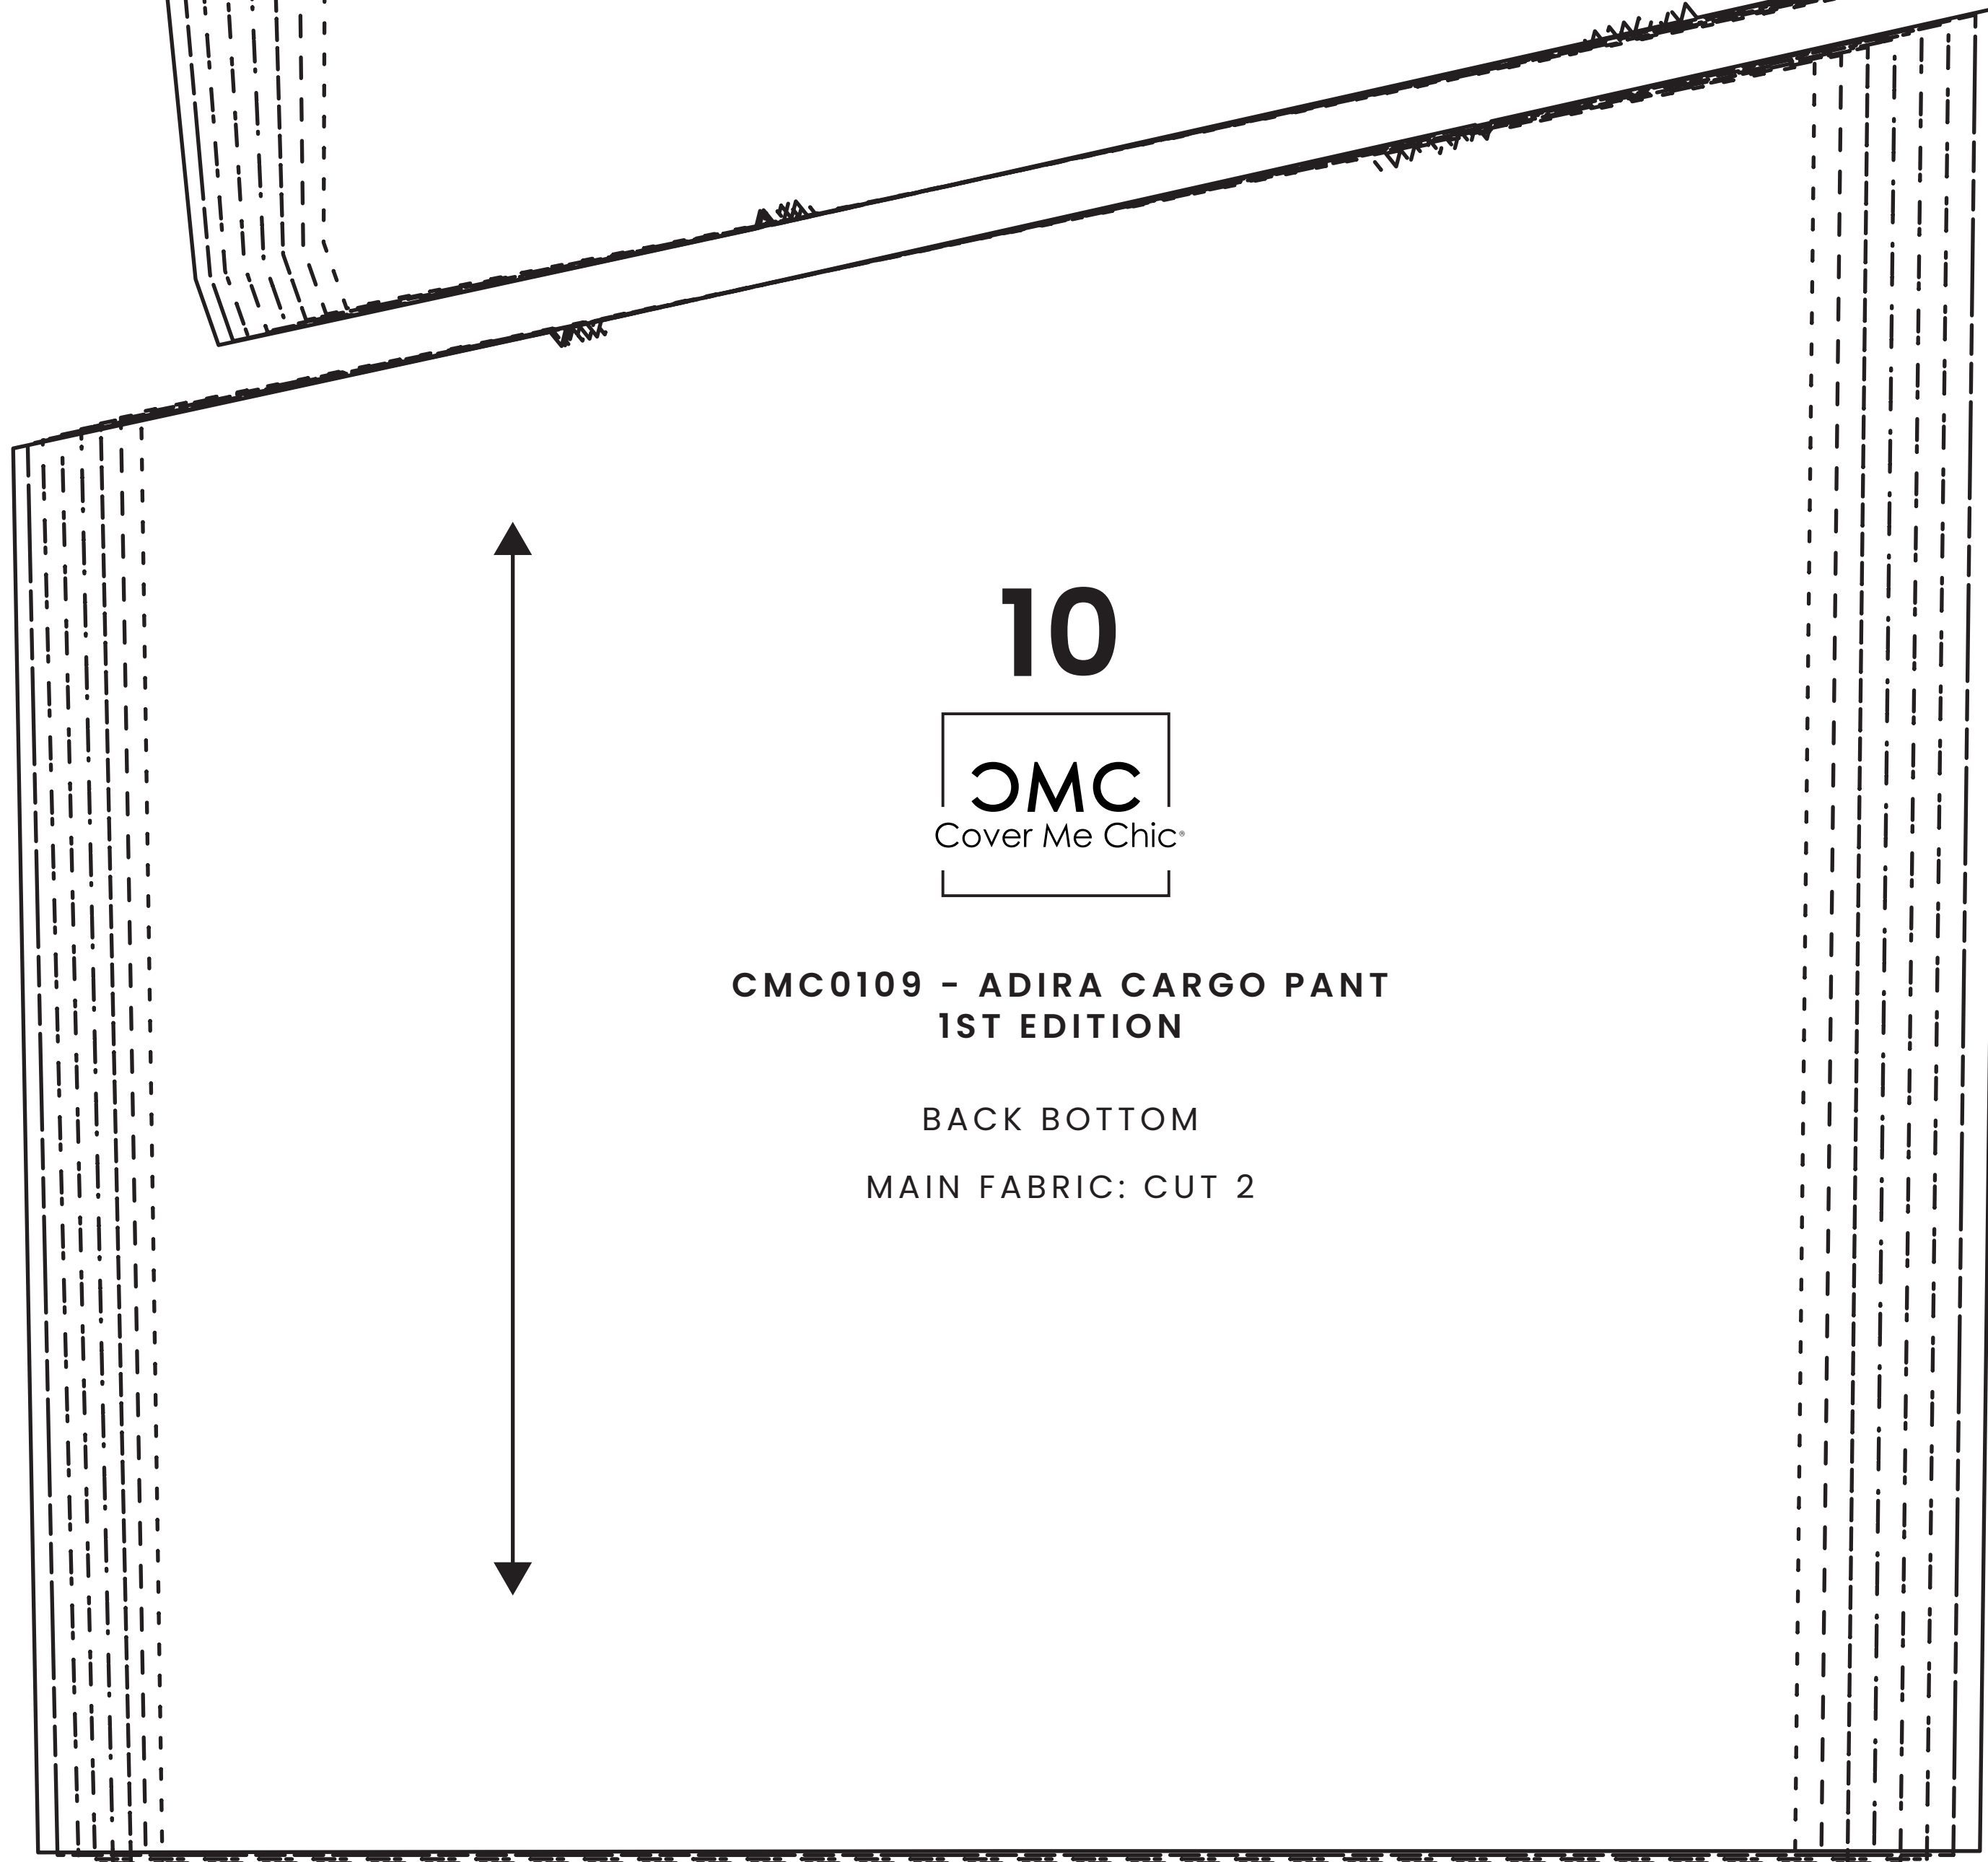 10
CMC
Cover Me Chic®
CMC0109 - ADIRA CARGO PANT
1ST EDITION
BACK BOTTOM
MAIN FABRIC: CUT 2